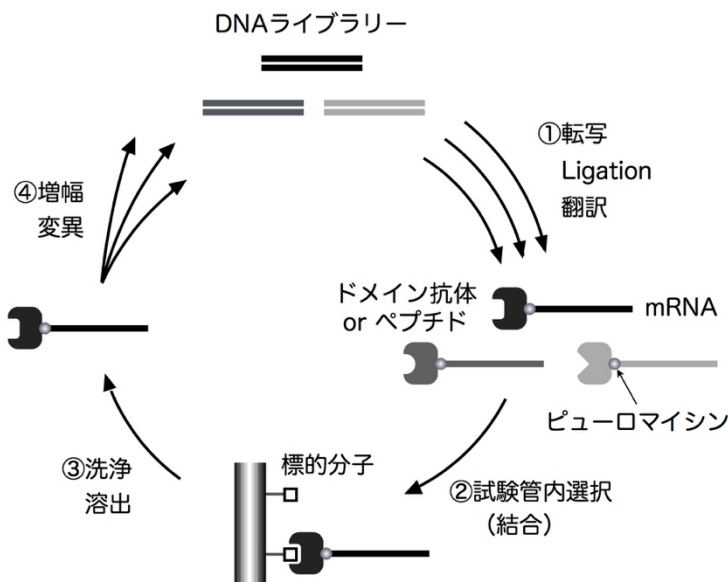 DNAライブラリー
①転写
Ligation
翻訳
ドメイン抗体
or ペプチド
mRNA
ピューロマイシン
②試験管内選択
（結合）
標的分子
③洗浄
溶出
④増幅
変異